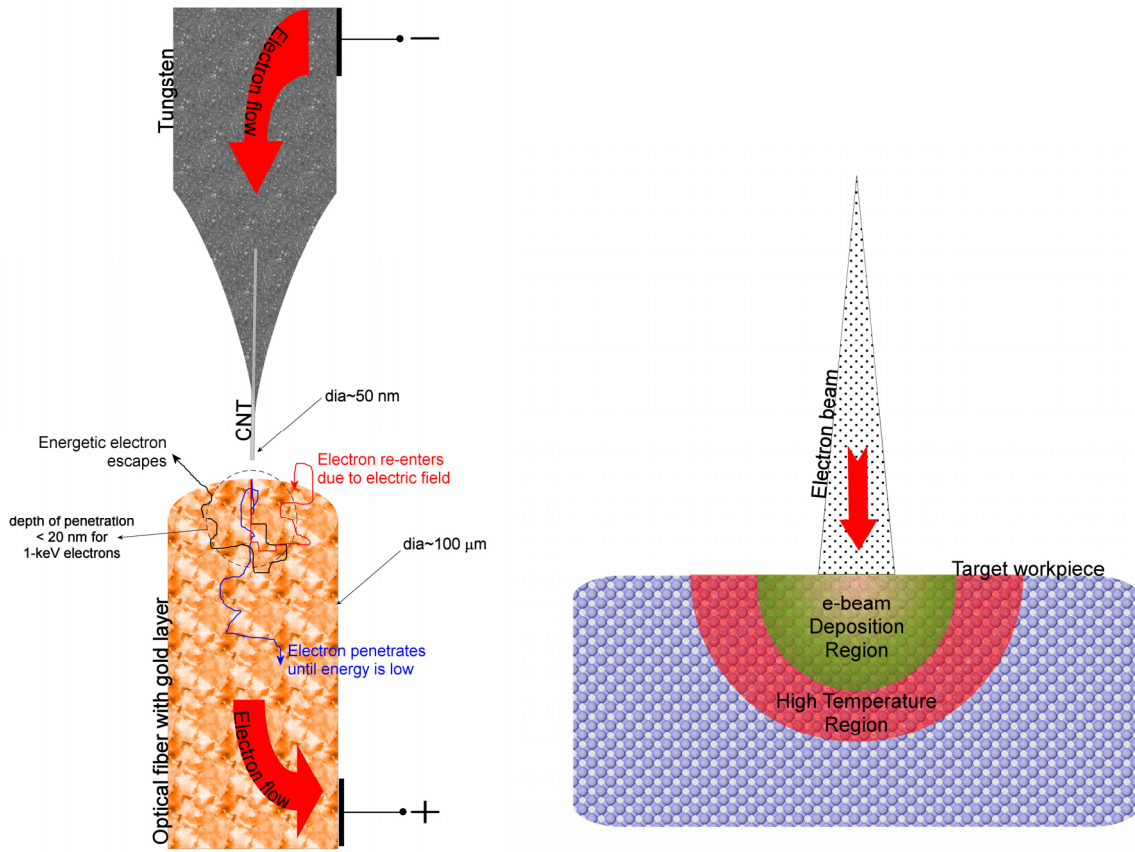 Tungsten
Electron flow
−
CNT
dia~50 nm
Energetic electron
escapes
Electron re-enters
due to electric field
depth of penetration
< 20 nm for
1-keV electrons
dia~100 μm
Optical fiber with gold layer
Electron penetrates
until energy is low
Electron flow
+
Electron beam
Target workpiece
e-beam
Deposition
Region
High Temperature
Region